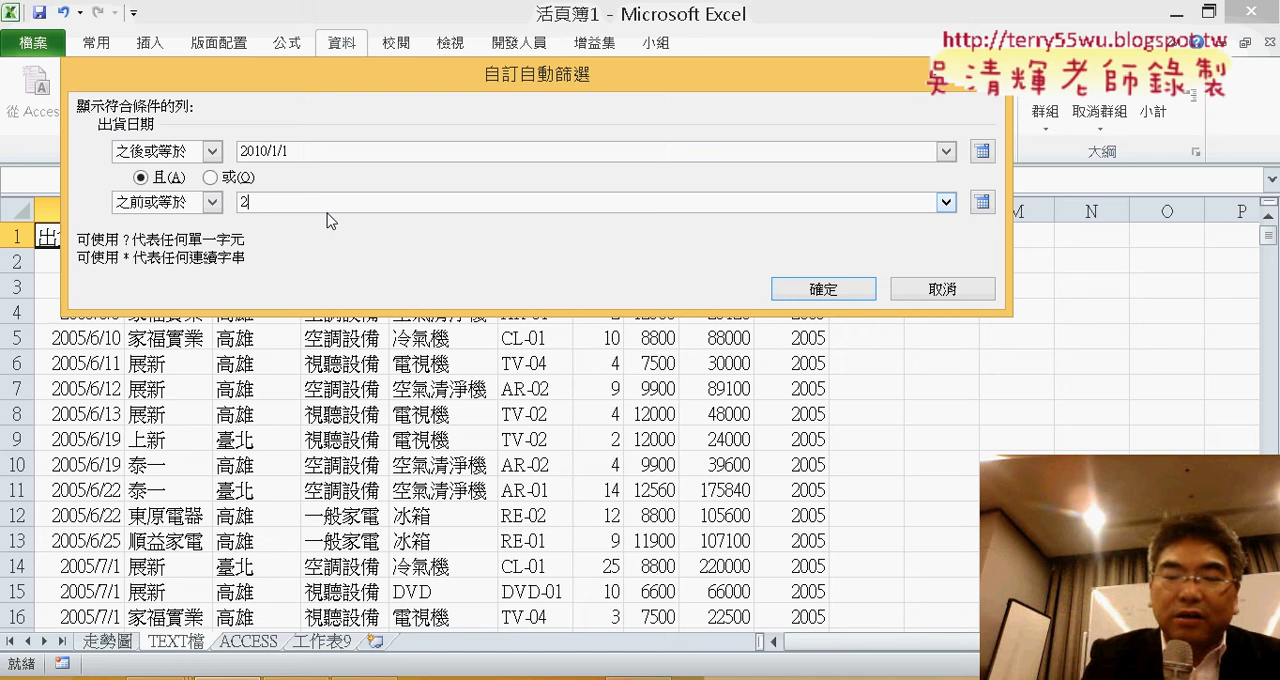 活頁簿1 - Microsoft Excel
檔案 常用 插入 版面配置 公式 資料 校閱 檢視 開發人員 增益集 小組
http://terry55wu.blogspot.tw
吳清輝老師錄製
自訂自動篩選
從 Access
群組 取消群組 小計
大綱
顯示符合條件的列:
出貨日期
之後或等於 2010/1/1
且(A) 或(O)
之前或等於 2
可使用 ? 代表任何單一字元
可使用 * 代表任何連續字串
確定 取消
M N O P
1 出
2
3
4
5 2005/6/10 家福實業 高雄 空調設備 冷氣機 CL-01 10 8800 88000 2005
6 2005/6/11 展新 高雄 視聽設備 電視機 TV-04 4 7500 30000 2005
7 2005/6/12 展新 高雄 空調設備 空氣清淨機 AR-02 9 9900 89100 2005
8 2005/6/13 展新 高雄 視聽設備 電視機 TV-02 4 12000 48000 2005
9 2005/6/19 上新 臺北 視聽設備 電視機 TV-02 2 12000 24000 2005
10 2005/6/19 泰一 高雄 空調設備 空氣清淨機 AR-02 4 9900 39600 2005
11 2005/6/22 泰一 臺北 空調設備 空氣清淨機 AR-01 14 12560 175840 2005
12 2005/6/22 東原電器 高雄 一般家電 冰箱 RE-02 12 8800 105600 2005
13 2005/6/25 順益家電 高雄 一般家電 冰箱 RE-01 9 11900 107100 2005
14 2005/7/1 展新 臺北 空調設備 冷氣機 CL-01 25 8800 220000 2005
15 2005/7/1 展新 高雄 視聽設備 DVD DVD-01 10 6600 66000 2005
16 2005/7/1 家福實業 高雄 視聽設備 電視機 TV-04 3 7500 22500 2005
走勢圖 TEXT檔 ACCESS 工作表9
就緒